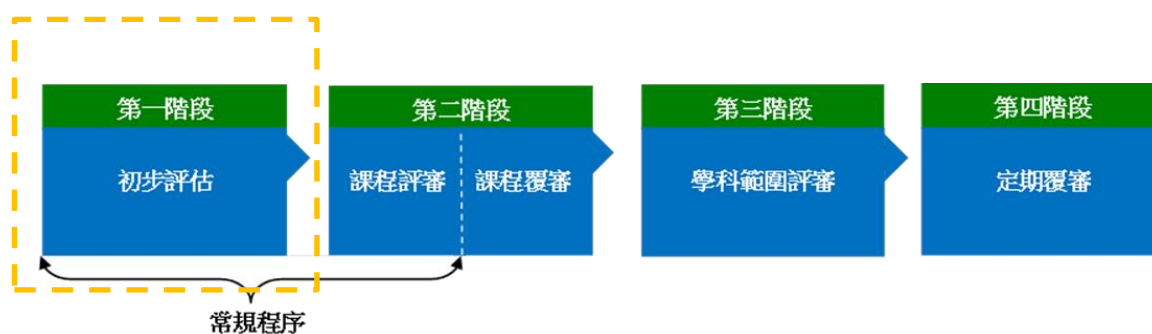 第一階段
初步評估
第二階段
課程評審
課程覆審
第三階段
學科範圍評審
第四階段
定期覆審
常規程序